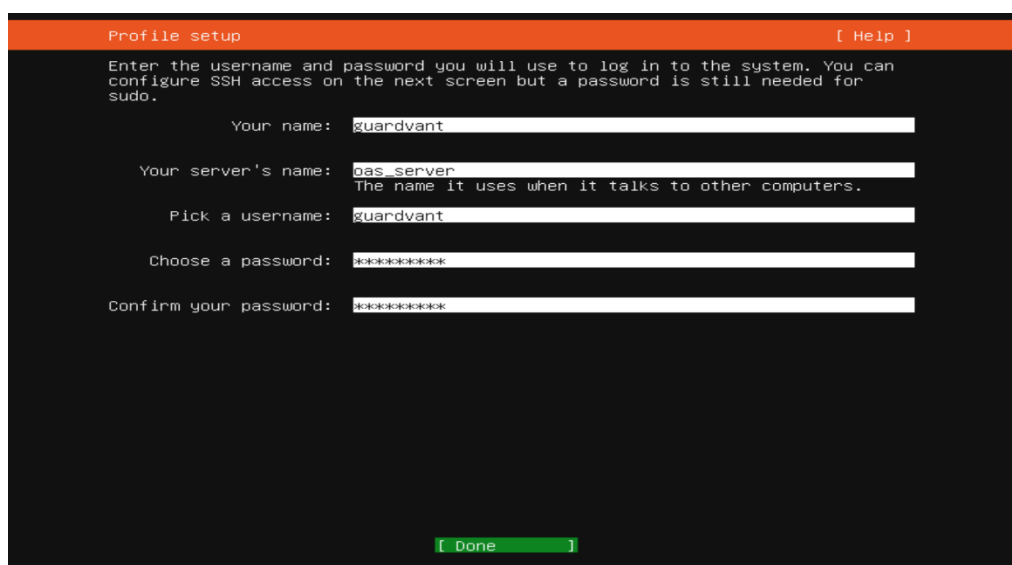 Profile setup [ Help ]
Enter the username and password you will use to log in to the system. You can
configure SSH access on the next screen but a password is still needed for
sudo.
Your name: guardvant
Your server's name: oas_server
The name it uses when it talks to other computers.
Pick a username: guardvant
Choose a password: *********
Confirm your password: *********
[ Done ]